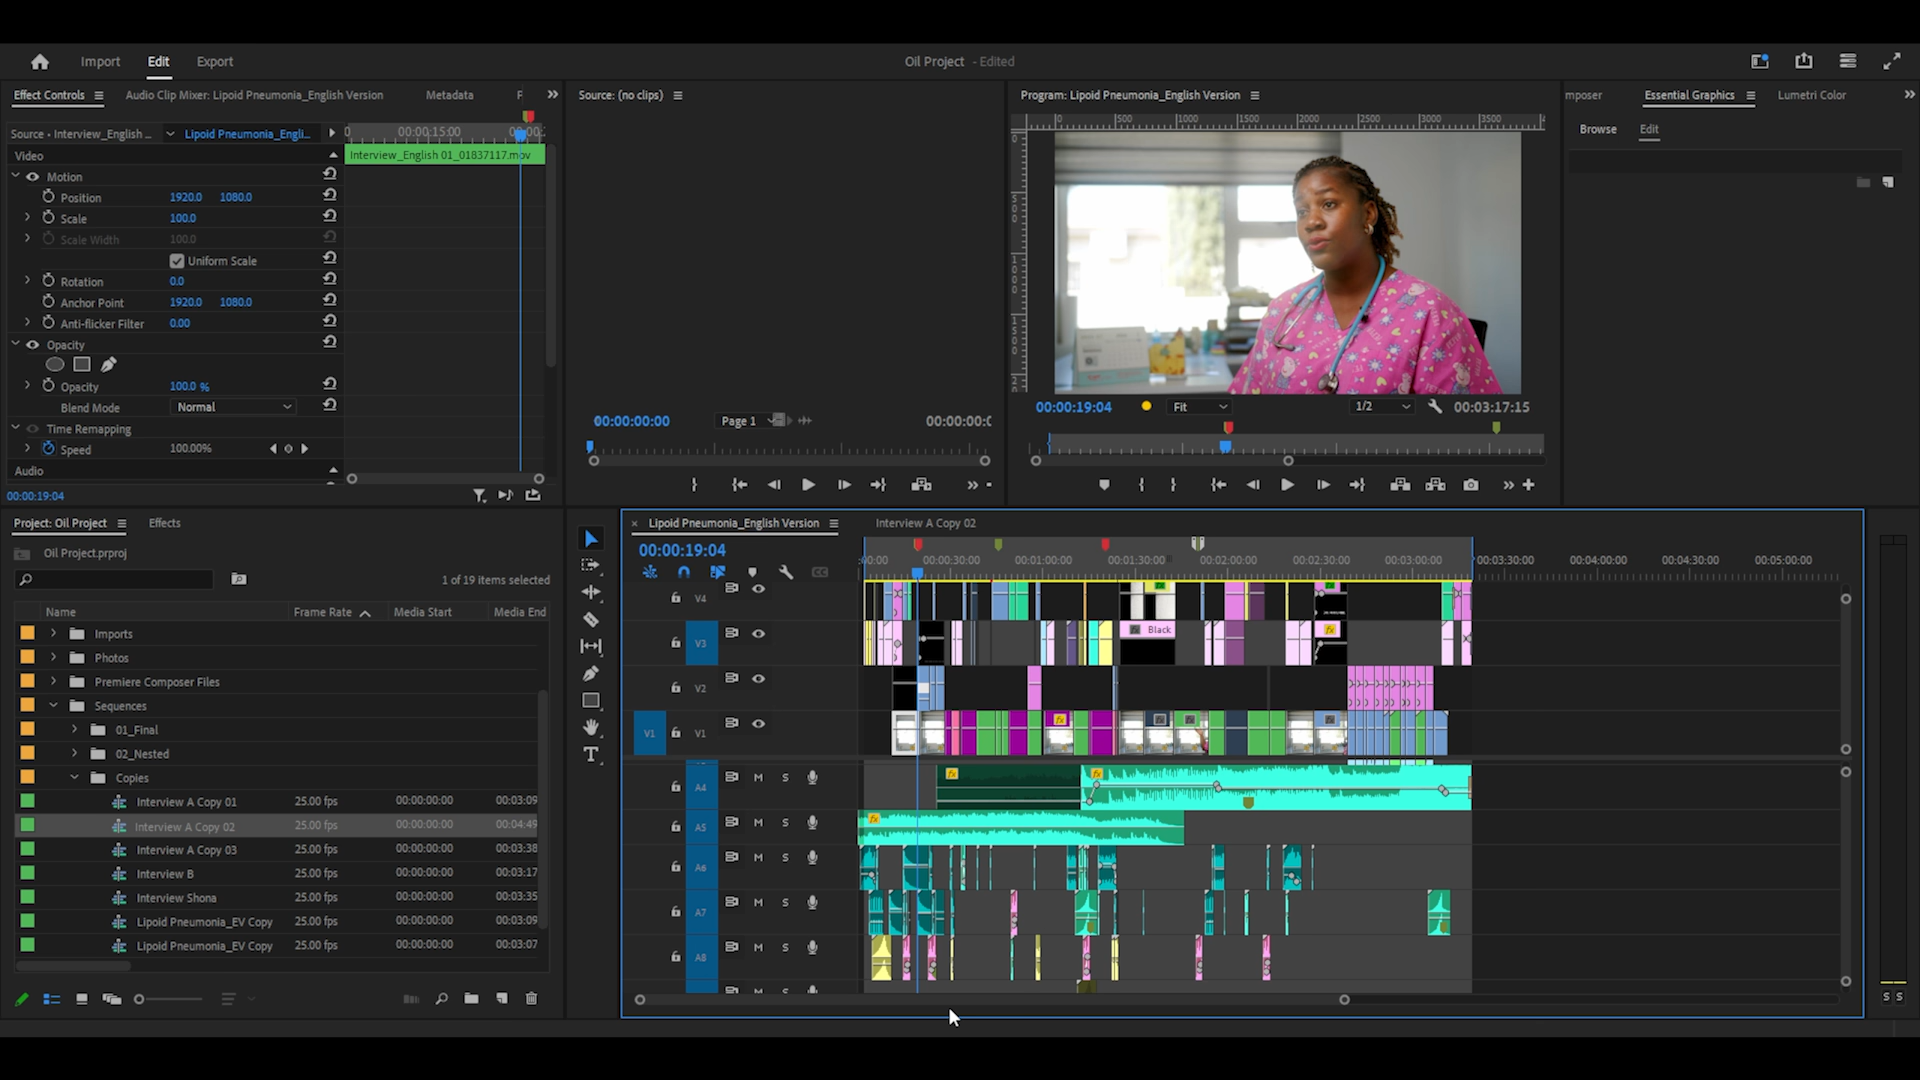 Import Edit Export
Oil Project - Edited
Effect Controls Audio Clip Mixer: Lipoid Pneumonia_English Version Metadata
Source • Interview_English ... Lipoid Pneumonia_Engli...
00:00:15:00
Interview_English 01_01837117.mov
Video
Motion
Position 1920.0 1080.0
Scale 100.0
Scale Width 100.0
Uniform Scale
Rotation 0.0
Anchor Point 1920.0 1080.0
Anti-flicker Filter 0.00
Opacity
Opacity 100.0 %
Blend Mode Normal
Time Remapping
Speed 100.00%
Audio
00:00:19:04
Source: (no clips)
00:00:00:00 Page 1
Program: Lipoid Pneumonia_English Version
0 500 1000 1500 2000 2500 3000 3500
00:00:19:04 Fit 1/2 00:03:17:15
mposer Essential Graphics Lumetri Color
Browse Edit
Project: Oil Project Effects
Oil Project.prproj
1 of 19 items selected
Name Frame Rate Media Start Media End
Imports
Photos
Premiere Composer Files
Sequences
01_Final
02_Nested
Copies
Interview A Copy 01 25.00 fps 00:00:00:00 00:03:09
Interview A Copy 02 25.00 fps 00:00:00:00 00:04:49
Interview A Copy 03 25.00 fps 00:00:00:00 00:03:38
Interview B 25.00 fps 00:00:00:00 00:03:17
Interview Shona 25.00 fps 00:00:00:00 00:03:35
Lipoid Pneumonia_EV Copy 25.00 fps 00:00:00:00 00:03:09
Lipoid Pneumonia_EV Copy 25.00 fps 00:00:00:00 00:03:07
× Lipoid Pneumonia_English Version Interview A Copy 02
00:00:19:04
:00:00 00:00:30:00 00:01:00:00 00:01:30:00 00:02:00:00 00:02:30:00 00:03:00:00 00:03:30:00 00:04:00:00 00:04:30:00 00:05:00:00
V4
V3 Black
V2
V1 V1
A4 M S
A5 M S
A6 M S
A7 M S
A8 M S
S S